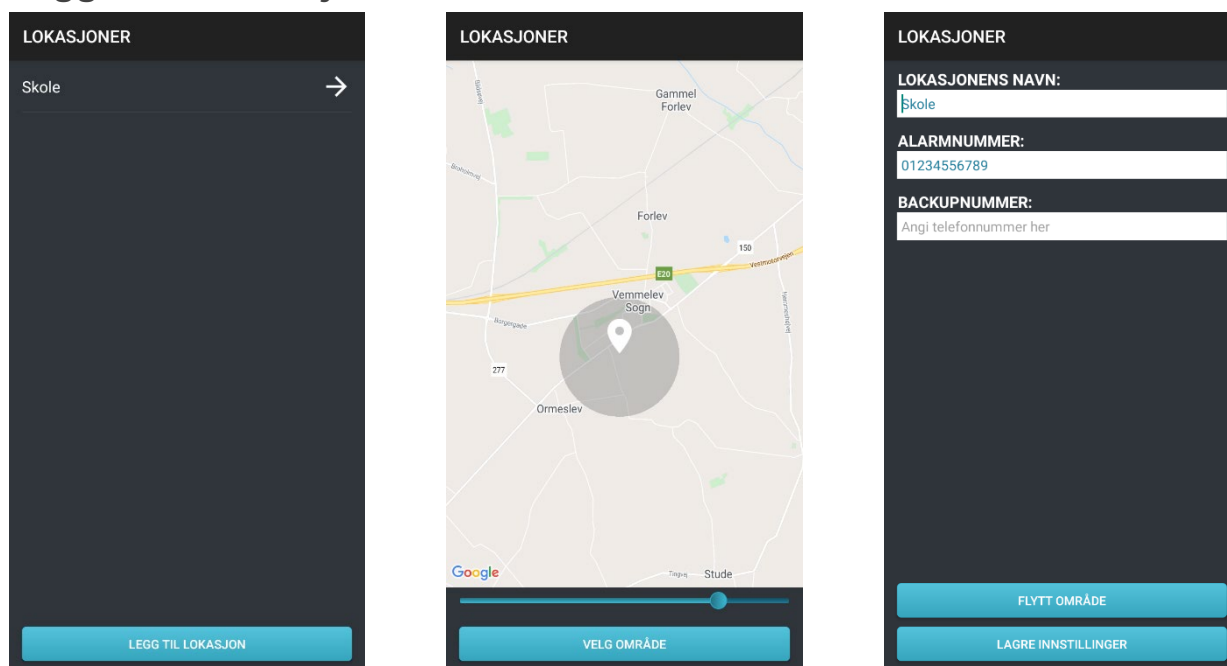 LOKASJONER
Skole
LEGG TIL LOKASJON
LOKASJONER
Gammel
Forlev
Forlev
150
Vestmotorvejen
E20
Vemmelev
Sogn
277
Ormeslev
Google
Stude
VELG OMRÅDE
LOKASJONER
LOKASJONENS NAVN:
Skole
ALARMNUMMER:
01234556789
BACKUPNUMMER:
Angi telefonnummer her
FLYTT OMRÅDE
LAGRE INNSTILLINGER